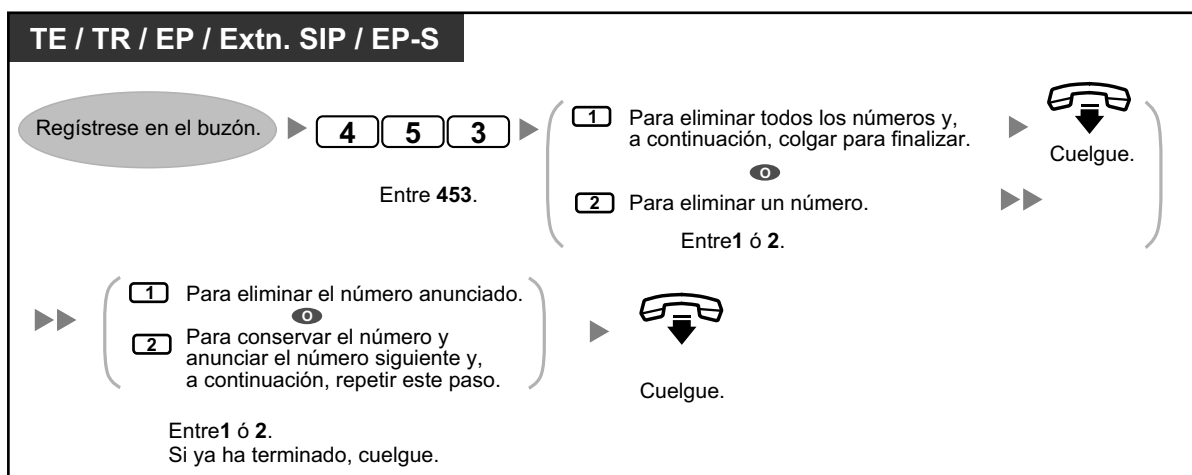 TE / TR / EP / Extn. SIP / EP-S
Regístrese en el buzón.
4 5 3
Entre 453.
1 Para eliminar todos los números y,
a continuación, colgar para finalizar.
O
2 Para eliminar un número.
Entre1 ó 2.
Cuelgue.
1 Para eliminar el número anunciado.
O
2 Para conservar el número y
anunciar el número siguiente y,
a continuación, repetir este paso.
Entre1 ó 2.
Si ya ha terminado, cuelgue.
Cuelgue.